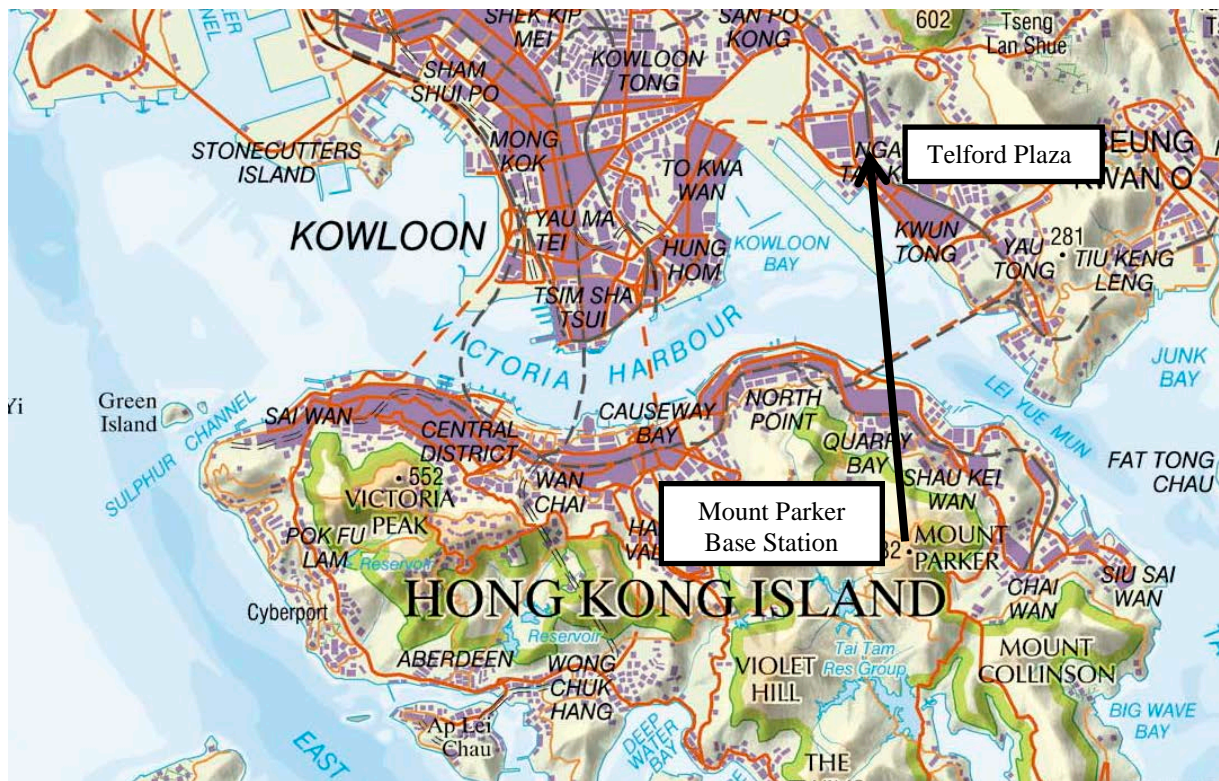 SHEK KIP
MEI
SAN PO
KONG
602
Tseng
Lan Shue
KOWLOON
TONG
SHAM
SHUI PO
MONG
KOK
STONECUTTERS
ISLAND
TO KWA
WAN
Telford Plaza
KWAN O
KOWLOON
YAU MA
TEI
HUNG
HOM
KOWLOON
BAY
KWUN
TONG
YAU
TONG
281
TIU KENG
LENG
TSIM SHA
TSUI
VICTORIA HARBOUR
JUNK
BAY
LEI YUE MUN
Green
Island
SULPHUR CHANNEL
SAI WAN
CENTRAL
DISTRICT
CAUSEWAY
BAY
NORTH
POINT
QUARRY
BAY
SHAU KEI
WAN
FAT TONG
CHAU
552
VICTORIA
PEAK
WAN
CHAI
Mount Parker
Base Station
MOUNT
PARKER
POK FU
LAM
Reservoir
HONG KONG ISLAND
CHAI
WAN
SIU SAI
WAN
Cyberport
Reservoir
ABERDEEN
WONG
CHUK
HANG
VIOLET
HILL
Tai Tam
Res Group
MOUNT
COLLINSON
Ap Lei
Chau
DEEP
WATER
BAY
BIG WAVE
BAY
EAST
THE